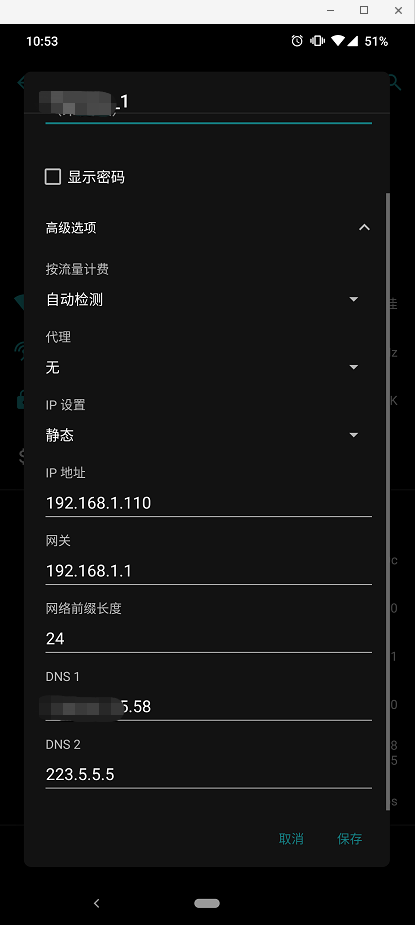 10:53
51%
_1
显示密码
高级选项
按流量计费
自动检测
代理
无
IP 设置
静态
IP 地址
192.168.1.110
网关
192.168.1.1
网络前缀长度
24
DNS 1
5.58
DNS 2
223.5.5.5
取消
保存